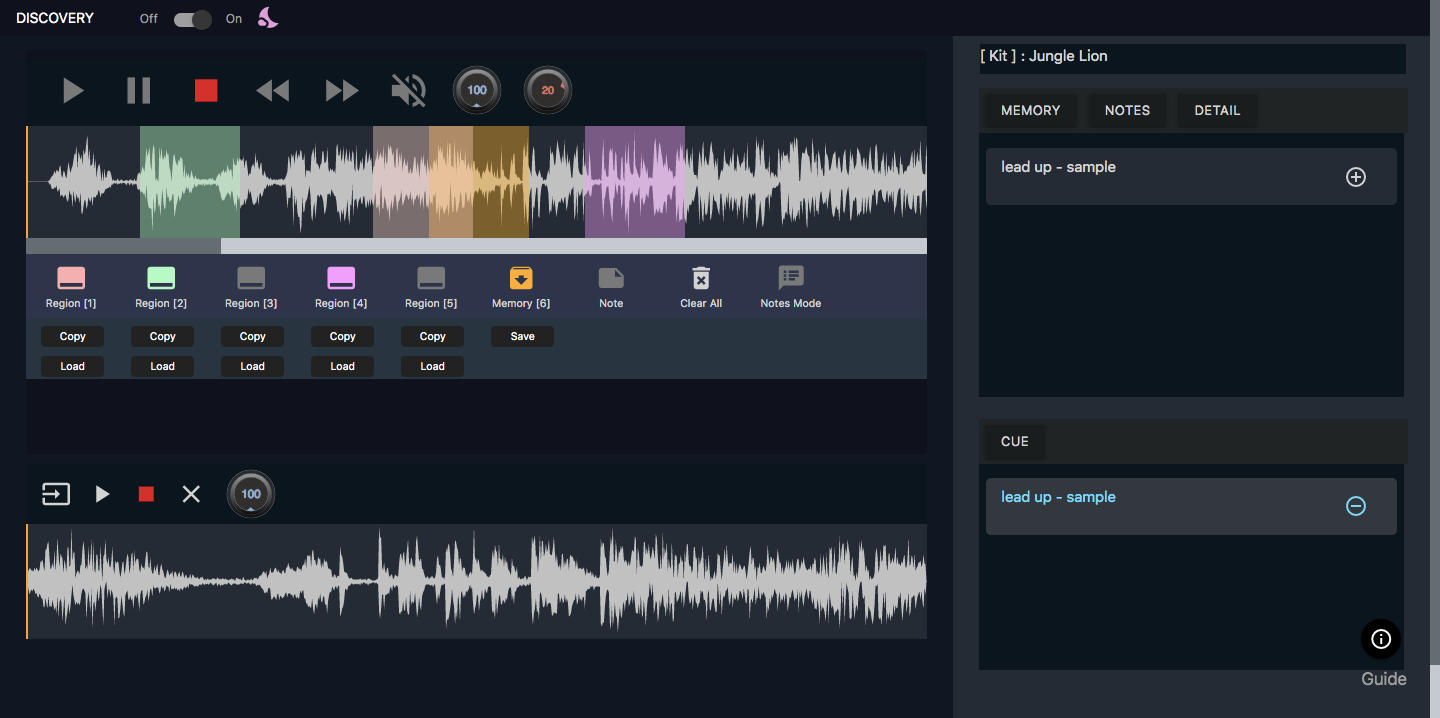 DISCOVERY Off On
[ Kit ] : Jungle Lion
100 20
MEMORY NOTES DETAIL
lead up - sample
Region [1] Region [2] Region [3] Region [4] Region [5] Memory [6] Note Clear All Notes Mode
Copy Copy Copy Copy Copy Save
Load Load Load Load Load
CUE
100
lead up - sample
Guide